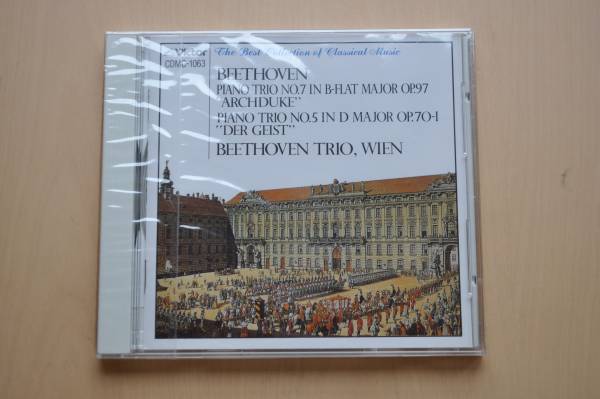 Victor
CDMC-1063
The Best Collection of Classical Music
BEETHOVEN
PIANO TRIO NO.7 IN B-FLAT MAJOR OP.97
"ARCHDUKE"
PIANO TRIO NO.5 IN D MAJOR OP.70-1
"DER GEIST"
BEETHOVEN TRIO, WIEN